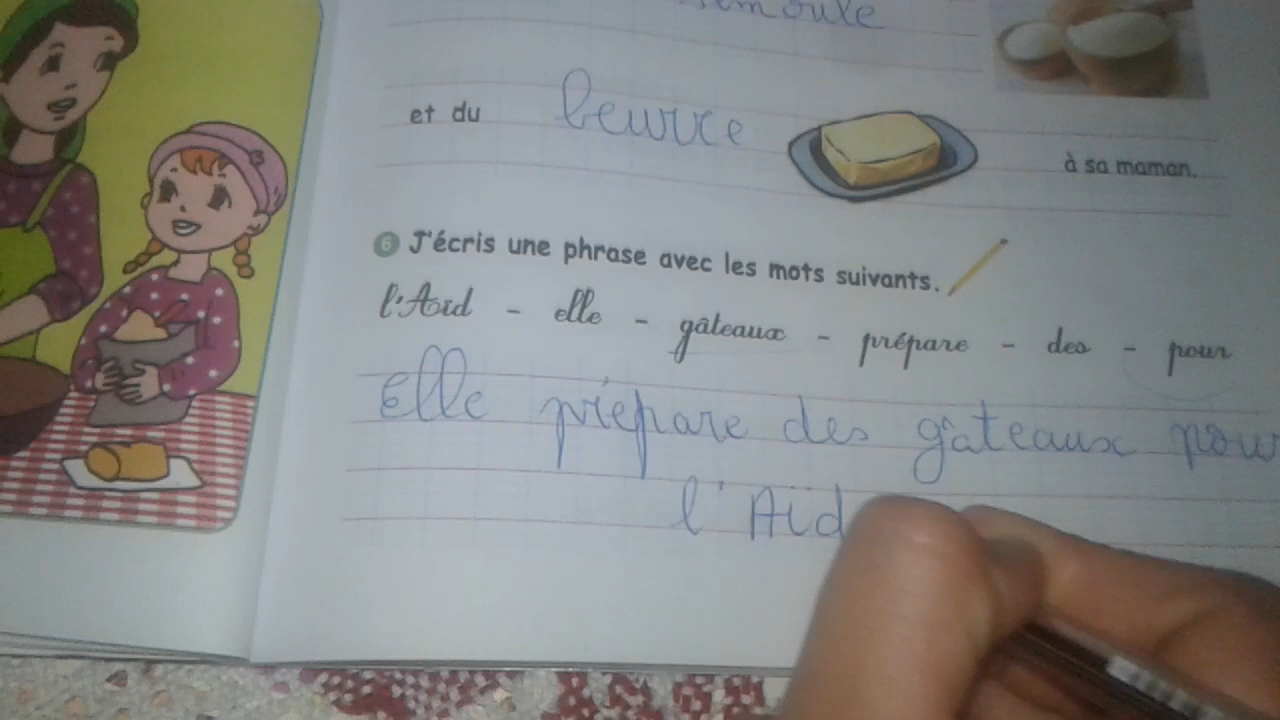 et du beurre à sa maman.
6 J'écris une phrase avec les mots suivants.
l'Aïd - elle - gâteaux - prépare - des - pour
Elle prépare des gâteaux
l'Aïd